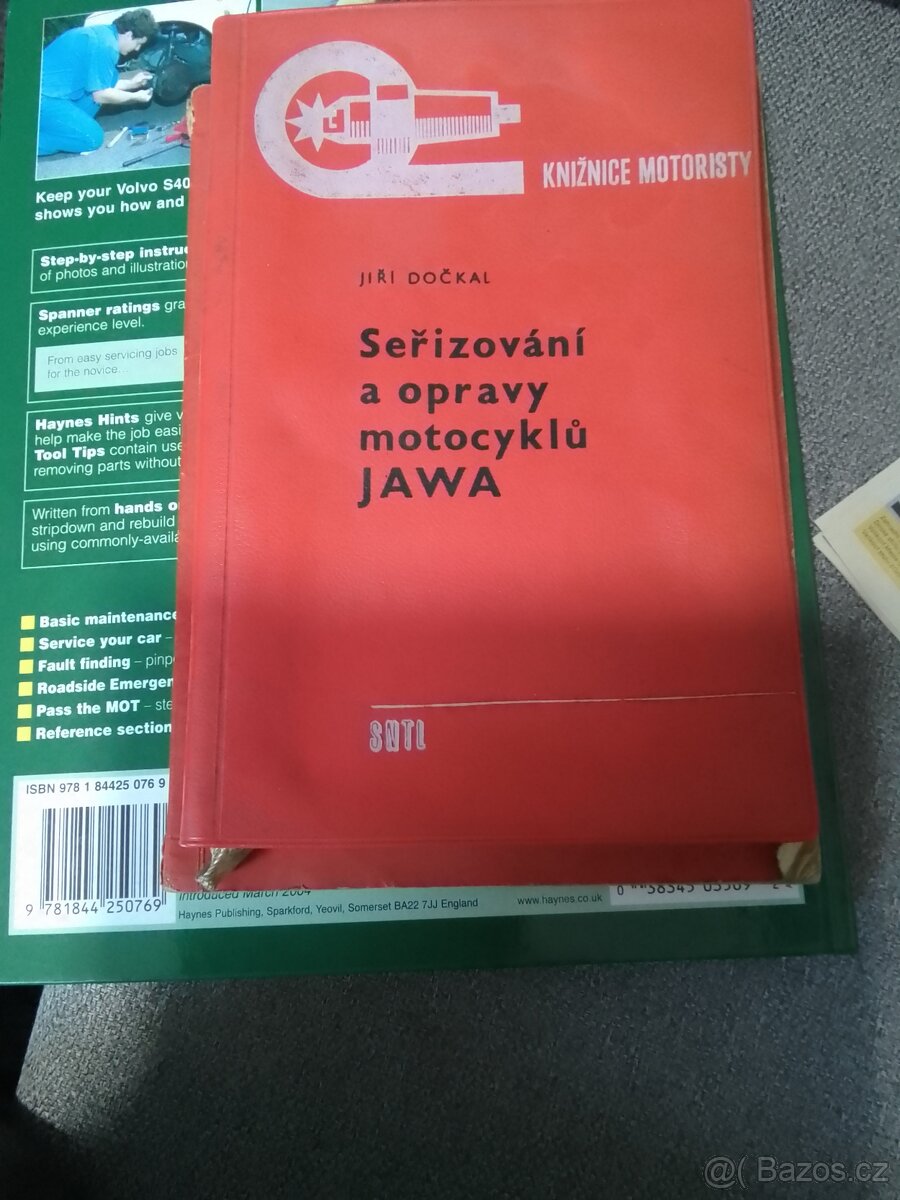 KNIŽNICE MOTORISTY
JIŘÍ DOČKAL
Seřizování
a opravy
motocyklů
JAWA
SNTL
Keep your Volvo S40
shows you how and
Step-by-step instruc
of photos and illustratio
Spanner ratings gra
experience level.
From easy servicing jobs
for the novice...
Haynes Hints give v
help make the job easi
Tool Tips contain use
removing parts without
Written from hands o
stripdown and rebuild
using commonly-availa
Basic maintenance
Service your car –
Fault finding – pinp
Roadside Emergen
Pass the MOT – ste
Reference section
ISBN 978 1 84425 076 9
9 781844 250769
Introduced March 2004
Haynes Publishing, Sparkford, Yeovil, Somerset BA22 7JJ England
www.haynes.co.uk
@( Bazos.cz